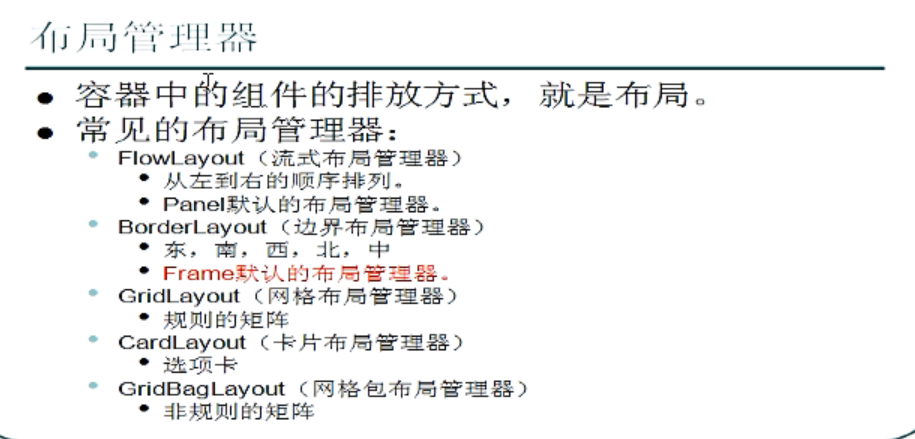 布局管理器
容器中的组件的排放方式，就是布局。
常见的布局管理器：
FlowLayout（流式布局管理器）
从左到右的顺序排列。
Panel默认的布局管理器。
BorderLayout（边界布局管理器）
东，南，西，北，中
Frame默认的布局管理器。
GridLayout（网格布局管理器）
规则的矩阵
CardLayout（卡片布局管理器）
选项卡
GridBagLayout（网格包布局管理器）
非规则的矩阵